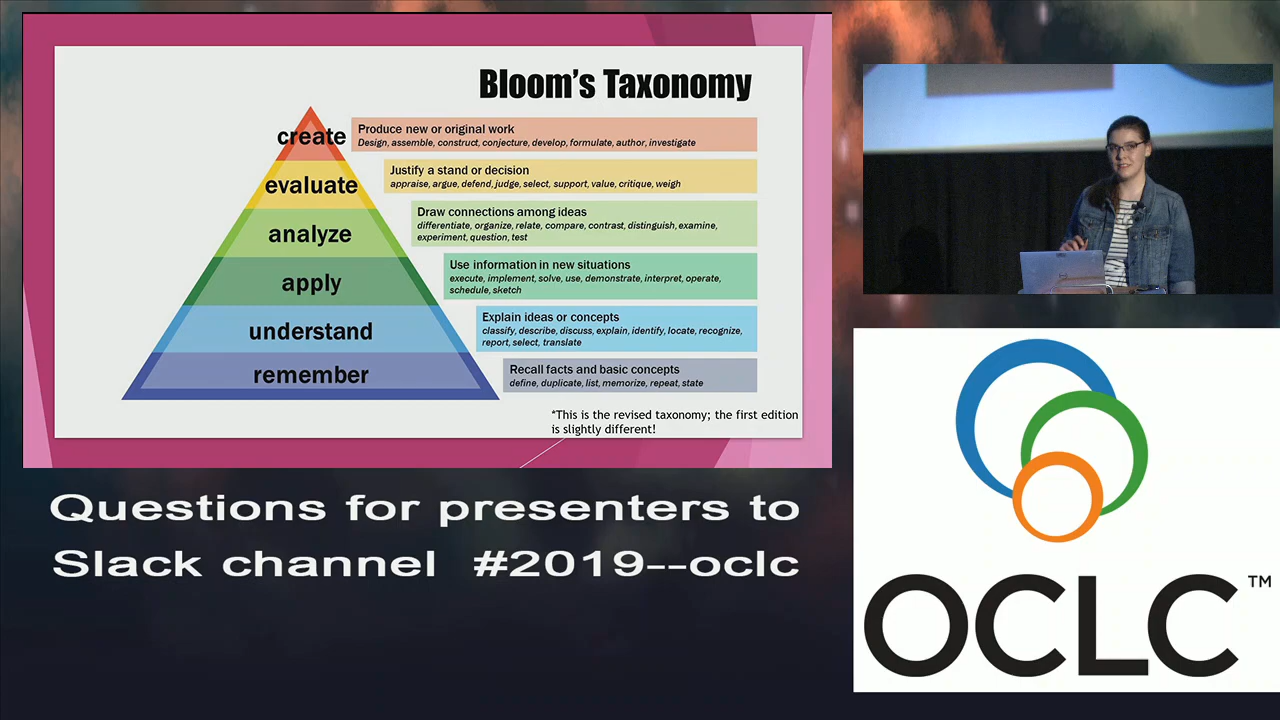 Bloom's Taxonomy
create
Produce new or original work
Design, assemble, construct, conjecture, develop, formulate, author, investigate
evaluate
Justify a stand or decision
appraise, argue, defend, judge, select, support, value, critique, weigh
analyze
Draw connections among ideas
differentiate, organize, relate, compare, contrast, distinguish, examine,
experiment, question, test
apply
Use information in new situations
execute, implement, solve, use, demonstrate, interpret, operate,
schedule, sketch
understand
Explain ideas or concepts
classify, describe, discuss, explain, identify, locate, recognize,
report, select, translate
remember
Recall facts and basic concepts
define, duplicate, list, memorize, repeat, state
*This is the revised taxonomy; the first edition
is slightly different!
Questions for presenters to
Slack channel #2019--oclc
OCLC™